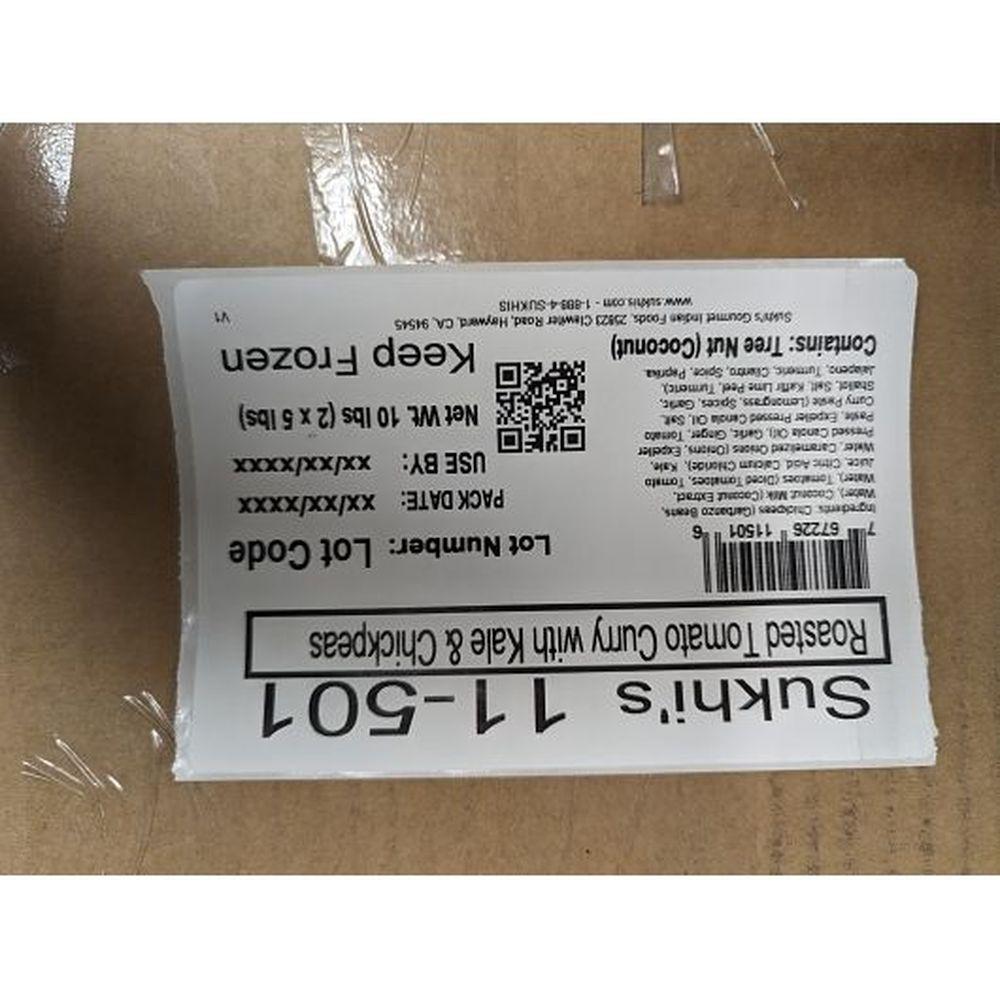 Sukhi's 11-501
Roasted Tomato Curry with Kale & Chickpeas
7 67226 11501 6
Ingredients: Chickpeas (Garbanzo Beans,
Water), Coconut Milk (Coconut Extract,
Water), Tomatoes (Diced Tomatoes, Tomato
Juice, Citric Acid, Calcium Chloride), Kale,
Water, Caramelized Onions (Onions, Expeller
Pressed Canola Oil), Garlic, Ginger, Tomato
Paste, Expeller Pressed Canola Oil, Salt,
Curry Paste (Lemongrass, Spices, Garlic,
Shallot, Salt, Kaffir Lime Peel, Turmeric),
Jalapeno, Turmeric, Cilantro, Spice, Paprika.
Contains: Tree Nut (Coconut)
Lot Number: Lot Code
PACK DATE: xx/xx/xxxx
USE BY: xx/xx/xxxx
Net Wt. 10 lbs (2 x 5 lbs)
Keep Frozen
Sukhi's Gourmet Indian Foods, 25823 Clawiter Road, Hayward, CA, 94545
www.sukhis.com - 1-888-4-SUKHIS
V1